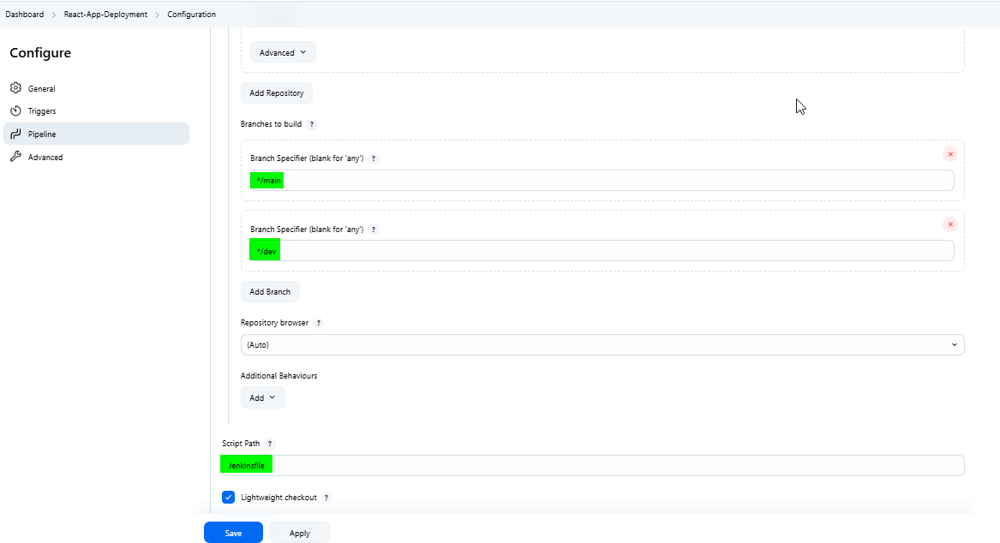 Dashboard > React-App-Deployment > Configuration
Configure
General
Triggers
Pipeline
Advanced
Advanced
Add Repository
Branches to build ?
Branch Specifier (blank for 'any') ?
*/main
Branch Specifier (blank for 'any') ?
*/dev
Add Branch
Repository browser ?
(Auto)
Additional Behaviours
Add
Script Path ?
Jenkinsfile
Lightweight checkout ?
Save Apply